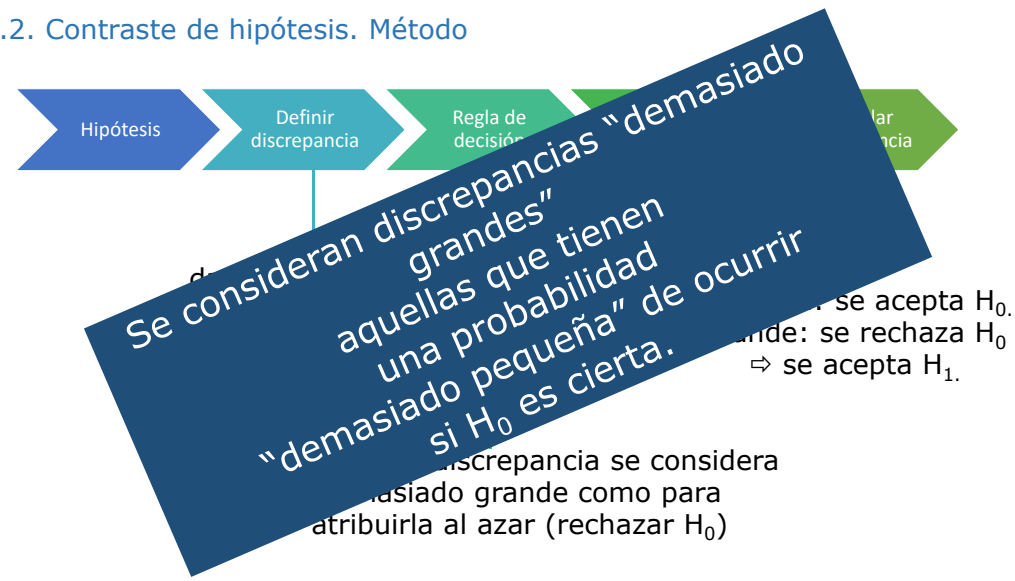 .2. Contraste de hipótesis. Método
Hipótesis
Definir
discrepancia
Regla de
decisión
Se consideran discrepancias “demasiado
grandes”
aquellas que tienen
una probabilidad
“demasiado pequeña” de ocurrir
si H₀ es cierta.
se acepta H₀.
se rechaza H₀
⇨ se acepta H₁.
discrepancia se considera
grande como para
atribuirla al azar (rechazar H₀)